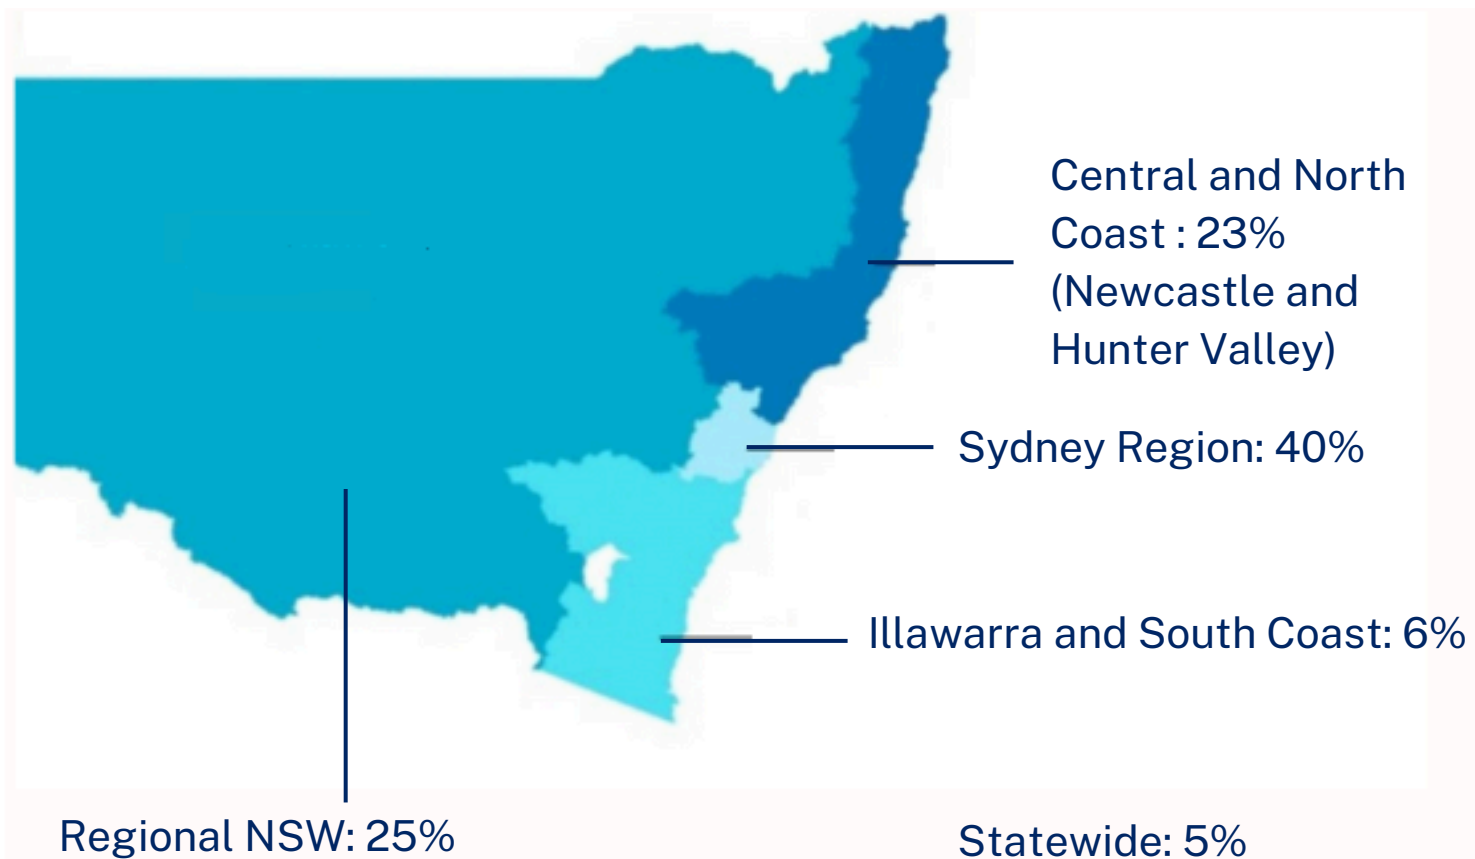 Central and North
Coast : 23%
(Newcastle and
Hunter Valley)
Sydney Region: 40%
Illawarra and South Coast: 6%
Regional NSW: 25%
Statewide: 5%